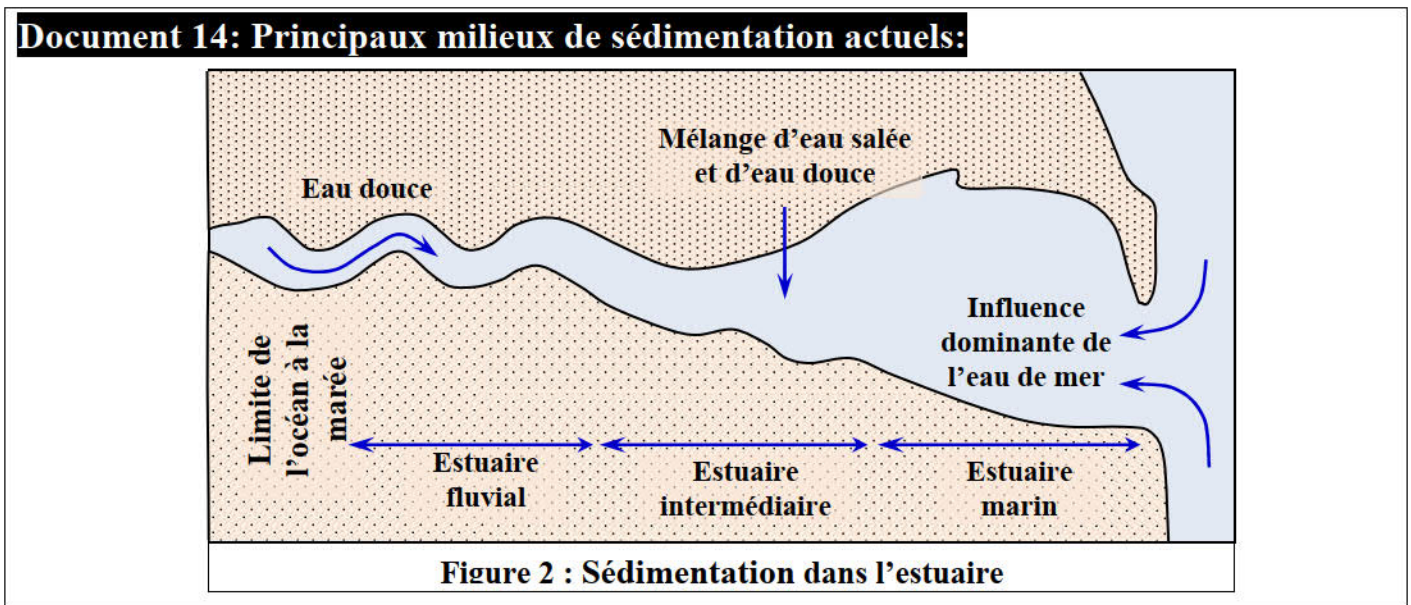 Document 14: Principaux milieux de sédimentation actuels:
Mélange d’eau salée
et d’eau douce
Eau douce
Influence
dominante de
l’eau de mer
Limite de
l’océan à la
marée
Estuaire
fluvial
Estuaire
intermédiaire
Estuaire
marin
Figure 2 : Sédimentation dans l’estuaire